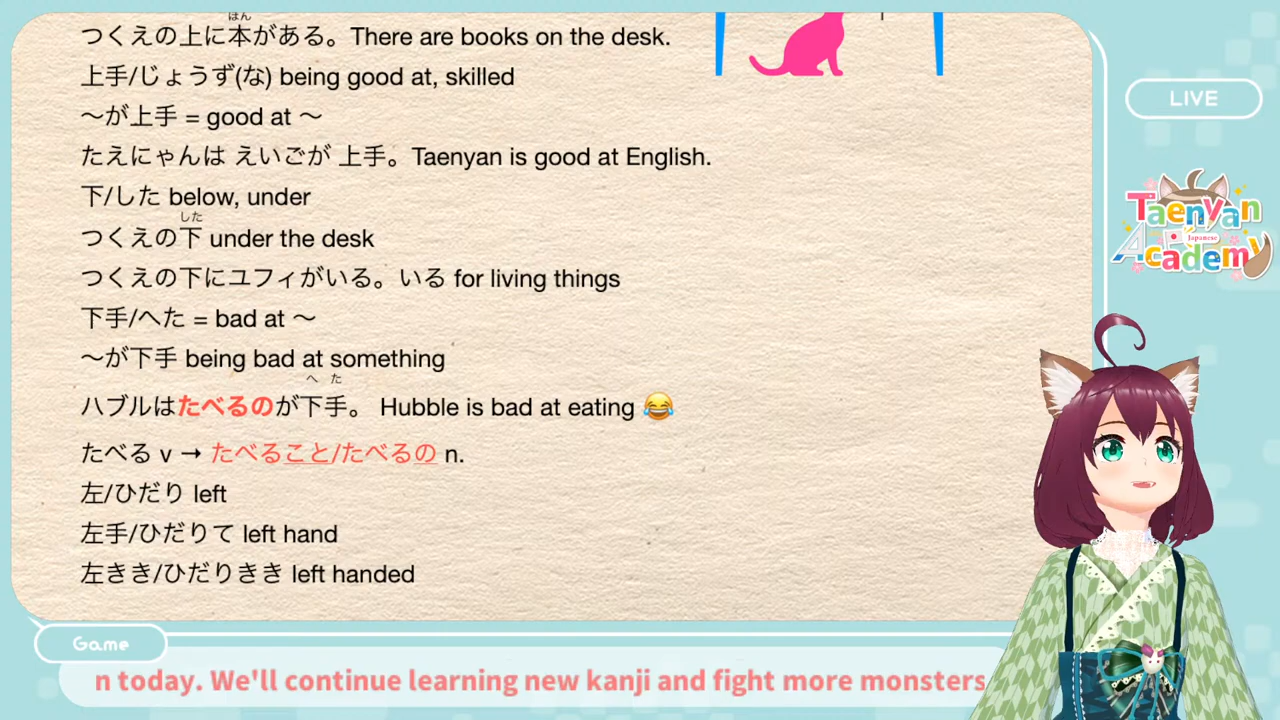 ほん
つくえの上に本がある。There are books on the desk.
上手/じょうず(な) being good at, skilled
〜が上手 = good at 〜
たえにゃんは えいごが 上手。Taenyan is good at English.
下/した below, under
した
つくえの下 under the desk
つくえの下にユフィがいる。いる for living things
下手/へた = bad at 〜
〜が下手 being bad at something
へ た
ハブルはたべるのが下手。 Hubble is bad at eating 😂
たべる v → たべること/たべるの n.
左/ひだり left
左手/ひだりて left hand
左きき/ひだりきき left handed
LIVE
Taenyan
Japanese
Academy
Game
n today. We'll continue learning new kanji and fight more monsters